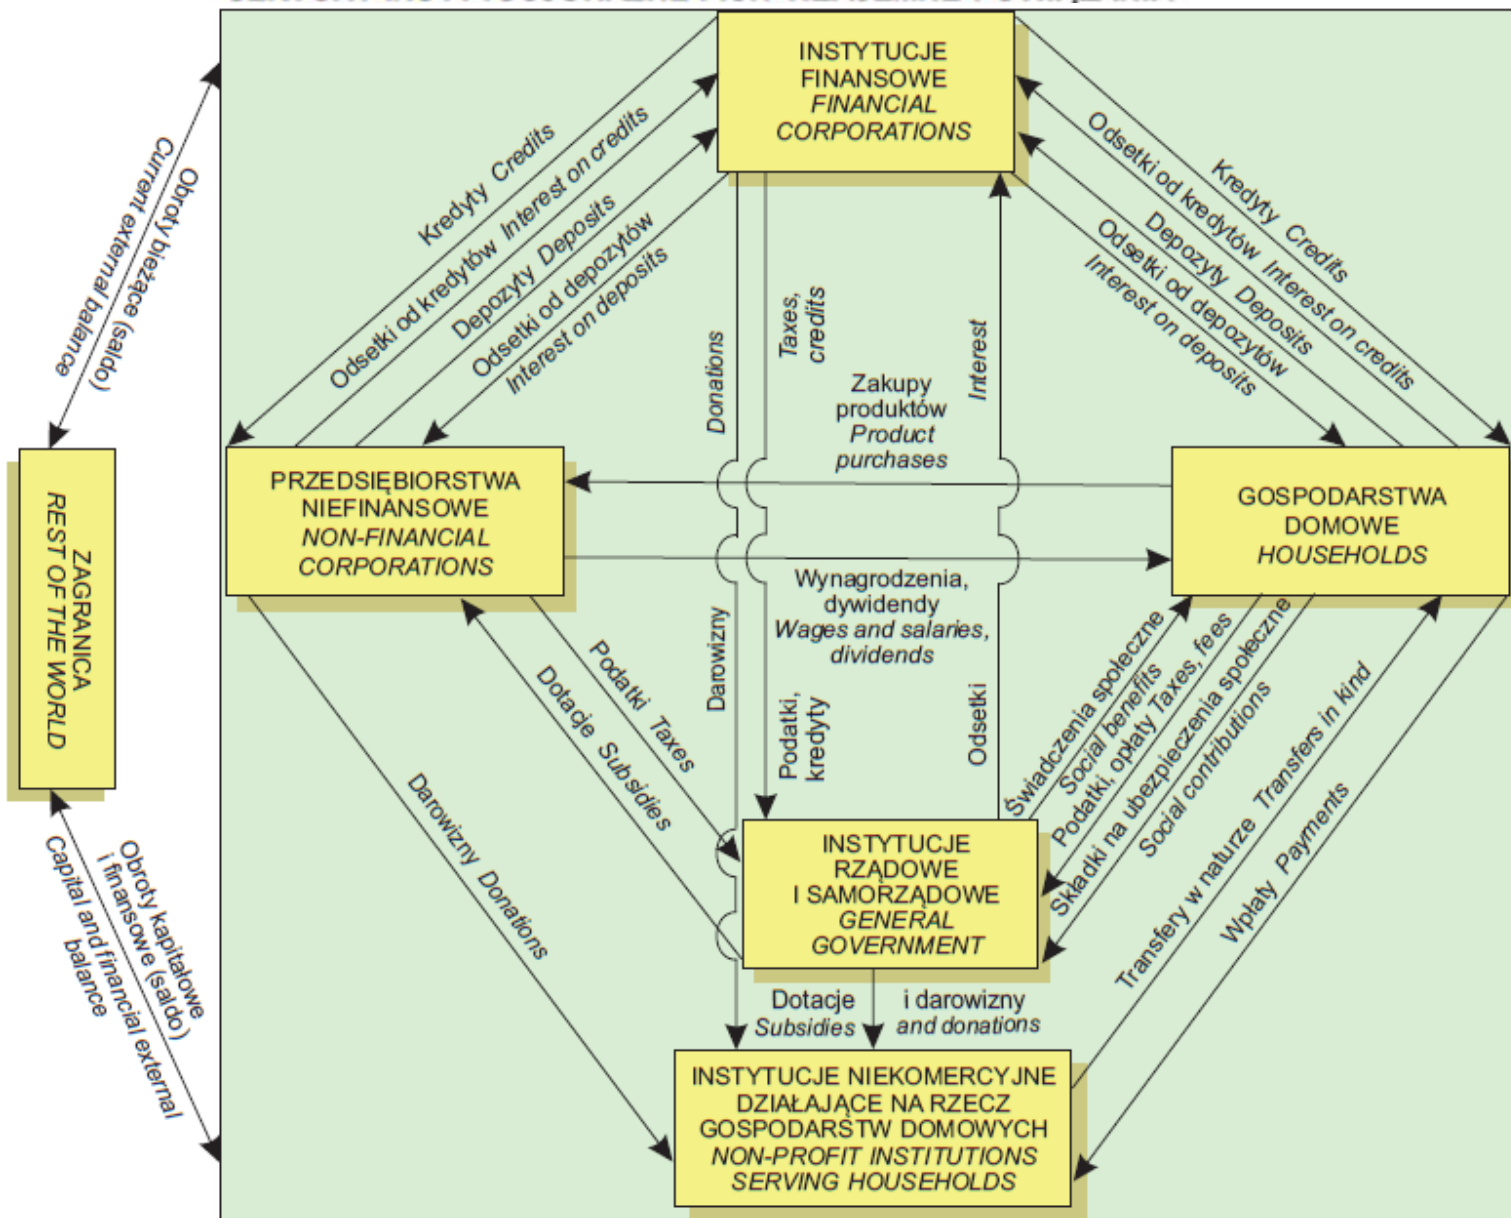 INSTYTUCJE
FINANSOWE
FINANCIAL
CORPORATIONS
Kredyty Credits
Odsetki od kredytów Interest on credits
Depozyty Deposits
Odsetki od depozytów
Interest on deposits
Kredyty Credits
Odsetki od kredytów Interest on credits
Depozyty Deposits
Odsetki od depozytów
Interest on deposits
Obroty bieżące (saldo)
Current external balance
Donations
Taxes,
credits
Interest
Zakupy
produktów
Product
purchases
PRZEDSIĘBIORSTWA
NIEFINANSOWE
NON-FINANCIAL
CORPORATIONS
GOSPODARSTWA
DOMOWE
HOUSEHOLDS
ZAGRANICA
REST OF THE WORLD
Wynagrodzenia,
dywidendy
Wages and salaries,
dividends
Darowizny
Podatki,
kredyty
Odsetki
Podatki Taxes
Dotacje Subsidies
Darowizny Donations
Świadczenia społeczne
Social benefits
Podatki, opłaty Taxes, fees
Składki na ubezpieczenia społeczne
Social contributions
Transfery w naturze Transfers in kind
Wpłaty Payments
INSTYTUCJE
RZĄDOWE
I SAMORZĄDOWE
GENERAL
GOVERNMENT
Obroty kapitałowe
i finansowe (saldo)
Capital and financial external
balance
Dotacje i darowizny
Subsidies and donations
INSTYTUCJE NIEKOMERCYJNE
DZIAŁAJĄCE NA RZECZ
GOSPODARSTW DOMOWYCH
NON-PROFIT INSTITUTIONS
SERVING HOUSEHOLDS